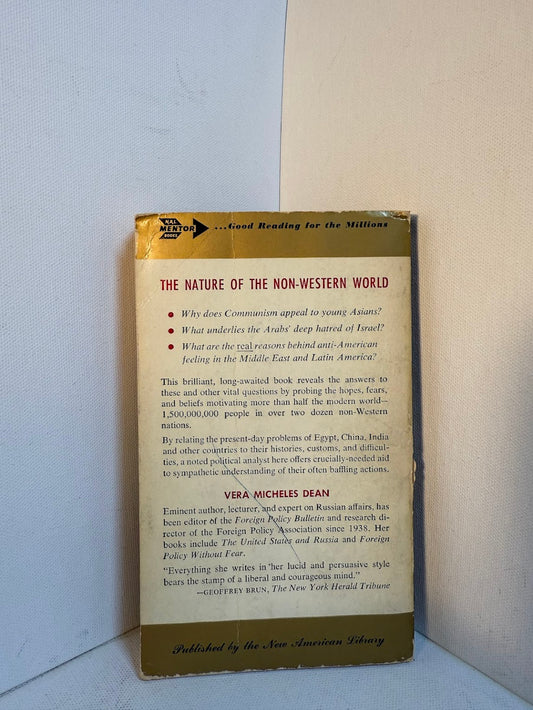 NAL
MENTOR
BOOKS
...Good Reading for the Millions
THE NATURE OF THE NON-WESTERN WORLD
• Why does Communism appeal to young Asians?
• What underlies the Arabs' deep hatred of Israel?
• What are the real reasons behind anti-American
feeling in the Middle East and Latin America?
This brilliant, long-awaited book reveals the answers to
these and other vital questions by probing the hopes, fears,
and beliefs motivating more than half the modern world—
1,500,000,000 people in over two dozen non-Western
nations.
By relating the present-day problems of Egypt, China, India
and other countries to their histories, customs, and difficul-
ties, a noted political analyst here offers crucially-needed aid
to sympathetic understanding of their often baffling actions.
VERA MICHELES DEAN
Eminent author, lecturer, and expert on Russian affairs, has
been editor of the Foreign Policy Bulletin and research di-
rector of the Foreign Policy Association since 1938. Her
books include The United States and Russia and Foreign
Policy Without Fear.
"Everything she writes in her lucid and persuasive style
bears the stamp of a liberal and courageous mind."
—GEOFFREY BRUN, The New York Herald Tribune
Published by the New American Library